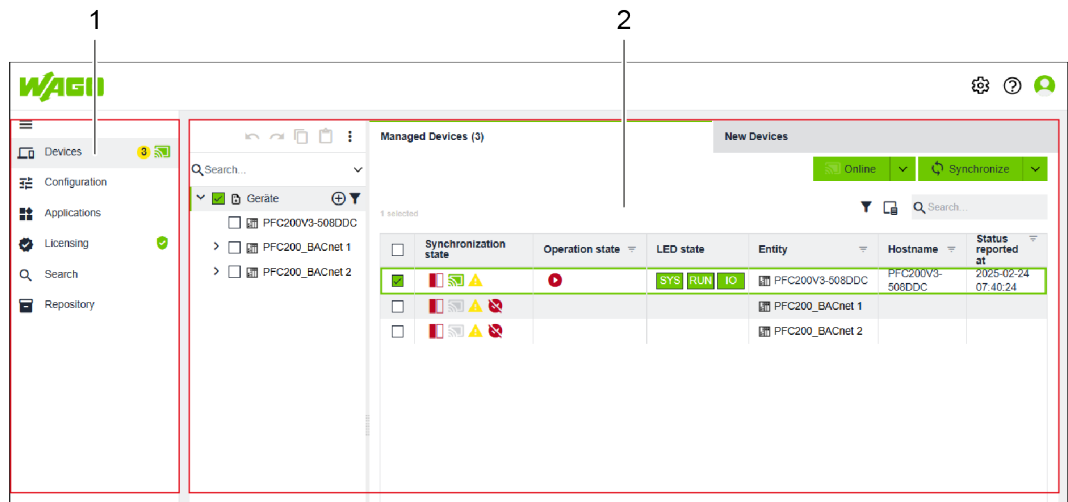 1
2
WAGO
Devices
3
Configuration
Applications
Licensing
Search
Repository
Search...
Geräte
PFC200V3-508DDC
PFC200_BACnet 1
PFC200_BACnet 2
Managed Devices (3)
New Devices
Online
Synchronize
1 selected
Search...
Synchronization
state
Operation state
LED state
Entity
Hostname
Status
reported
at
SYS RUN IO
PFC200V3-508DDC
PFC200V3-
508DDC
2025-02-24
07:40:24
PFC200_BACnet 1
PFC200_BACnet 2